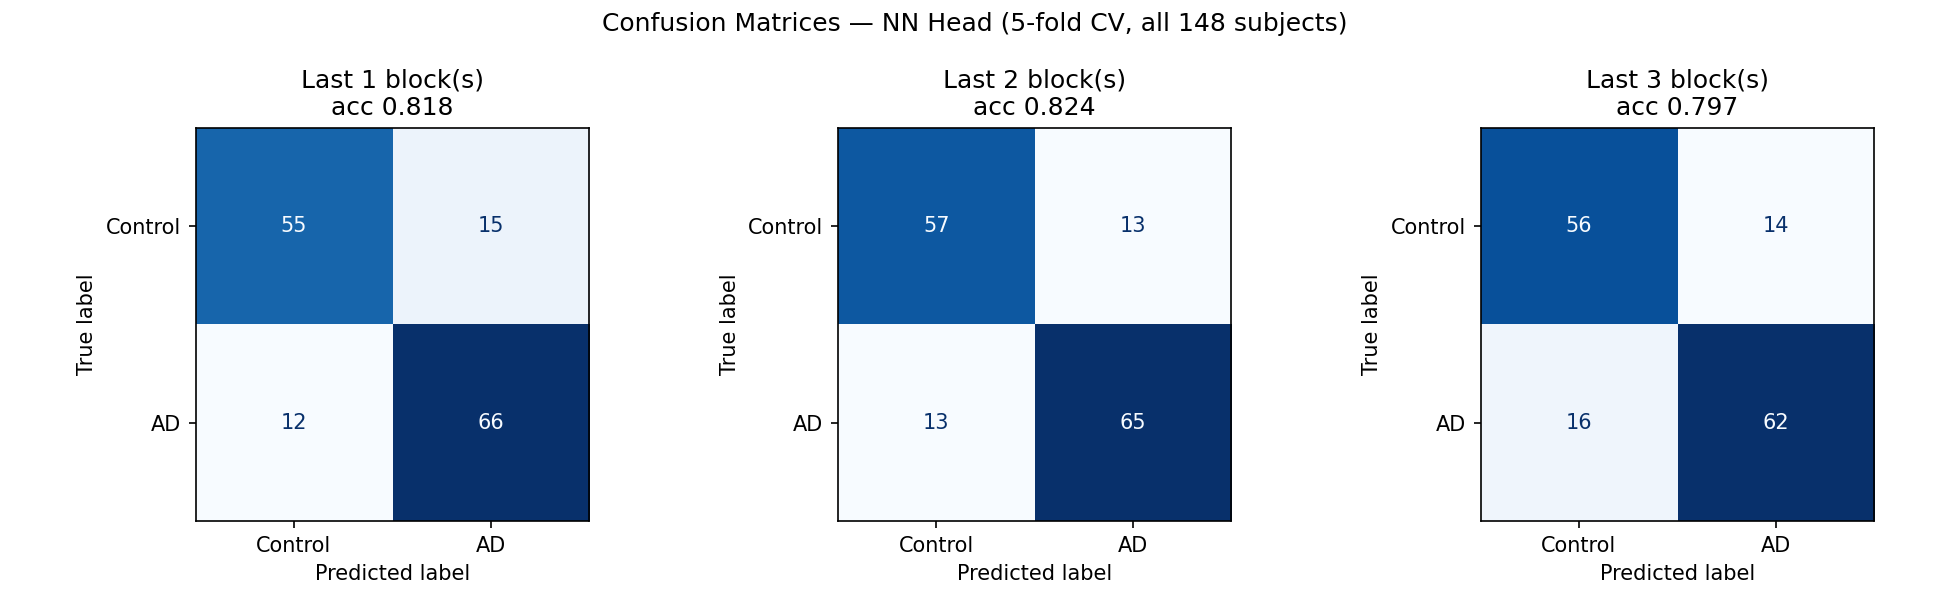 Confusion Matrices — NN Head (5-fold CV, all 148 subjects)
Last 1 block(s)
acc 0.818
Control
55
15
True label
AD
12
66
Control
AD
Predicted label
Last 2 block(s)
acc 0.824
Control
57
13
True label
AD
13
65
Control
AD
Predicted label
Last 3 block(s)
acc 0.797
Control
56
14
True label
AD
16
62
Control
AD
Predicted label